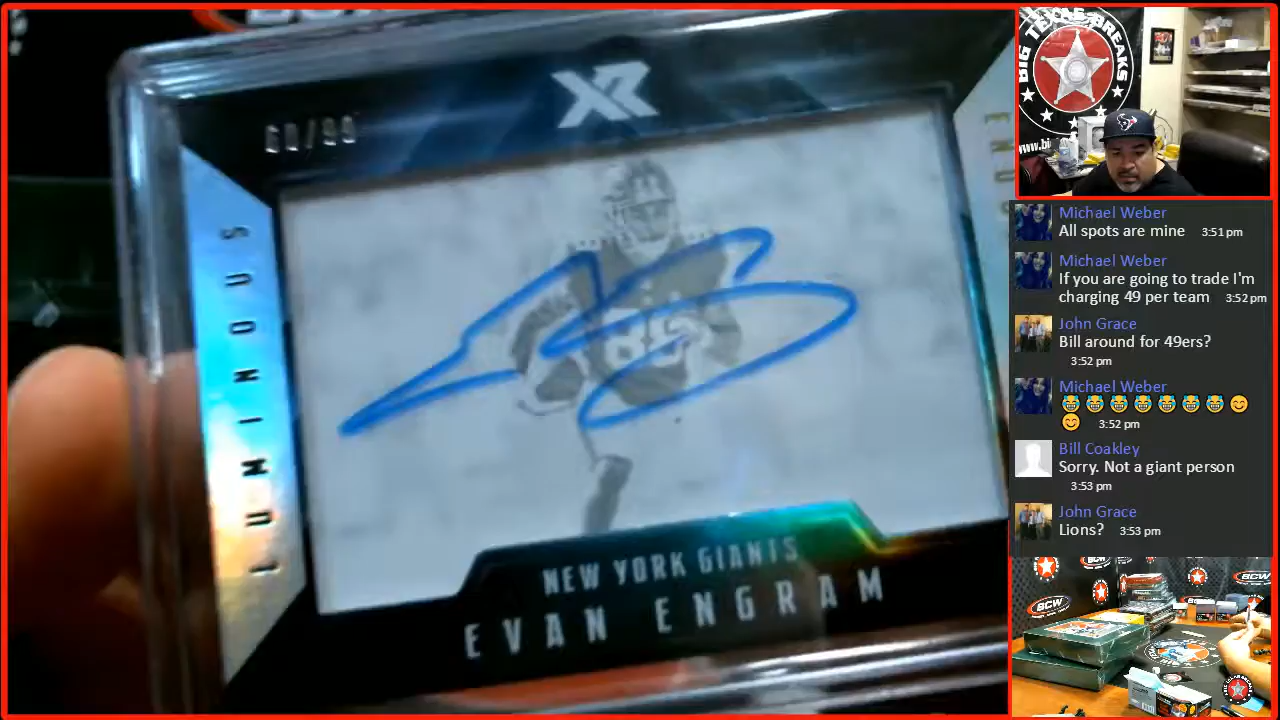 XR
LUMINOUS
NEW YORK GIANTS
EVAN ENGRAM
BIG TEXAS BREAKS
Michael Weber
All spots are mine 3:51 pm
Michael Weber
If you are going to trade I'm
charging 49 per team 3:52 pm
John Grace
Bill around for 49ers?
3:52 pm
Michael Weber
😂😂😂😂😂😂😂😊
😊 3:52 pm
Bill Coakley
Sorry. Not a giant person
3:53 pm
John Grace
Lions? 3:53 pm
BCW
BCW